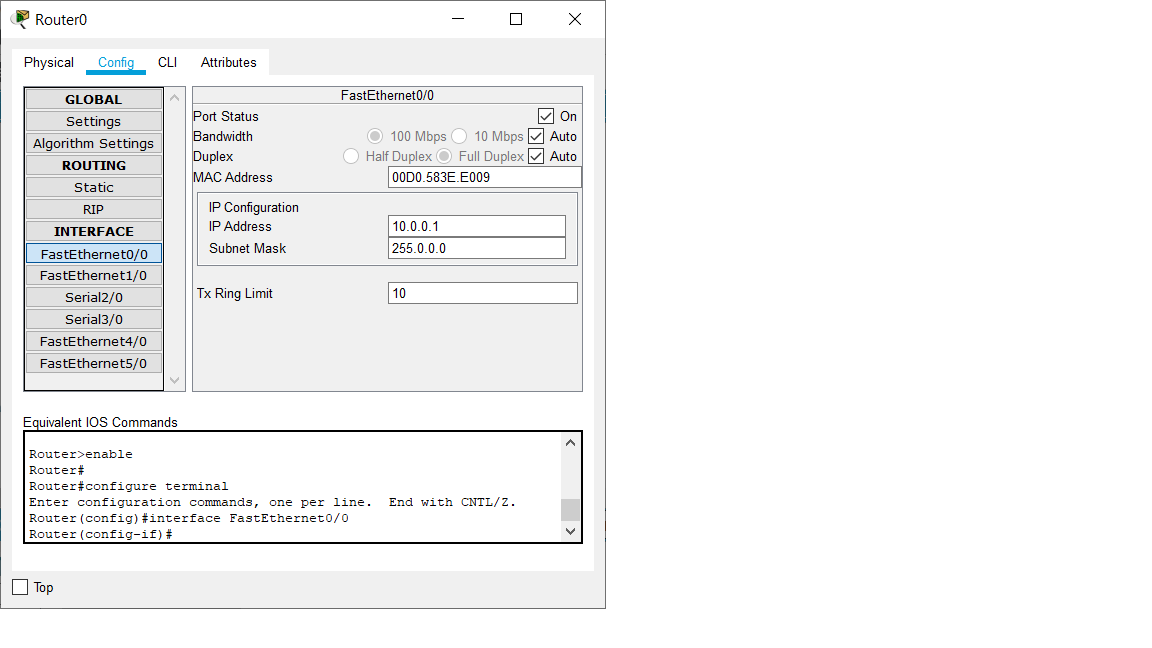 Router0
Physical Config CLI Attributes
GLOBAL
Settings
Algorithm Settings
ROUTING
Static
RIP
INTERFACE
FastEthernet0/0
FastEthernet1/0
Serial2/0
Serial3/0
FastEthernet4/0
FastEthernet5/0
FastEthernet0/0
Port Status On
Bandwidth 100 Mbps 10 Mbps Auto
Duplex Half Duplex Full Duplex Auto
MAC Address 00D0.583E.E009
IP Configuration
IP Address 10.0.0.1
Subnet Mask 255.0.0.0
Tx Ring Limit 10
Equivalent IOS Commands
Router>enable
Router#
Router#configure terminal
Enter configuration commands, one per line.  End with CNTL/Z.
Router(config)#interface FastEthernet0/0
Router(config-if)#
Top